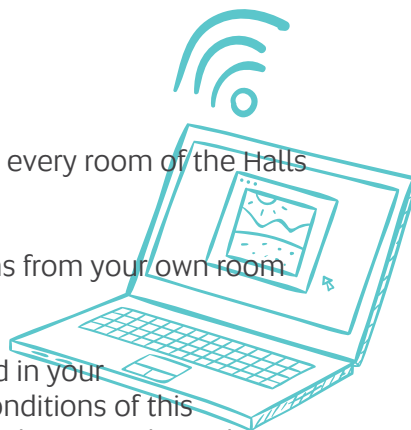 every room of the Halls
s from your own room
d in your
onditions of this